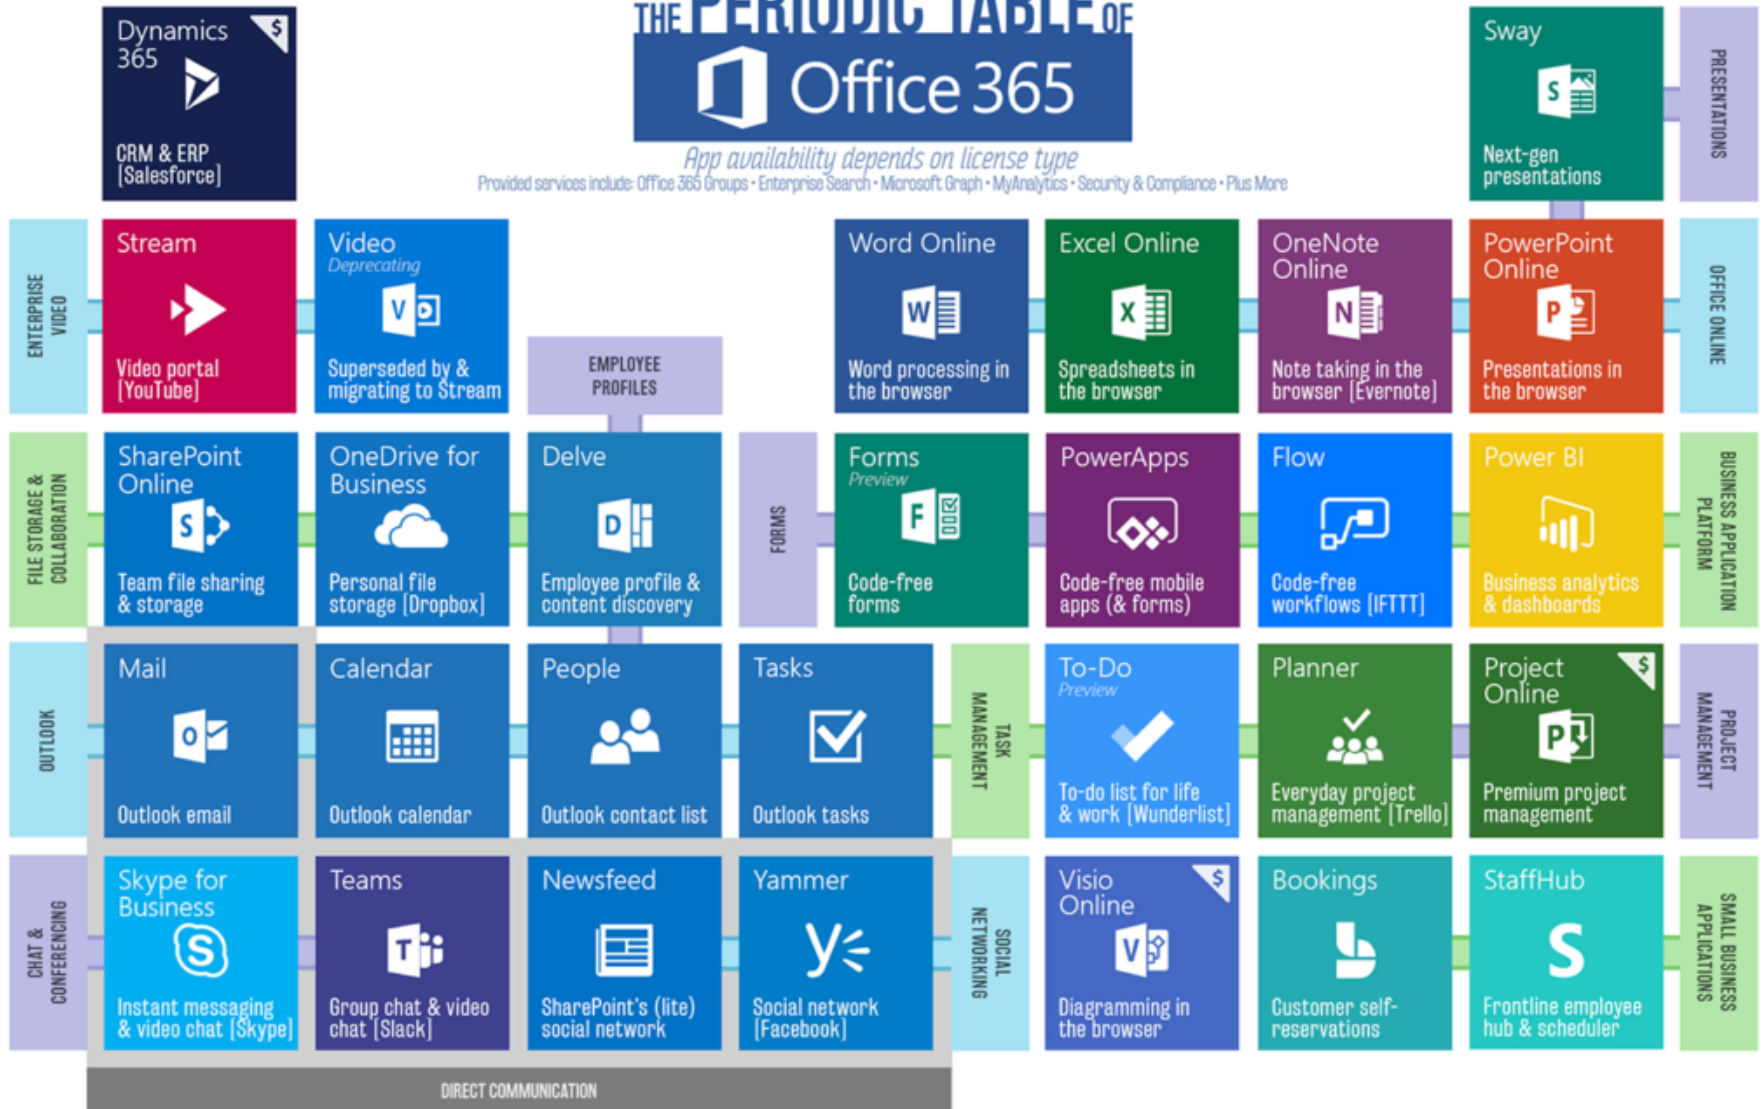 THE PERIODIC TABLE OF
Office 365
App availability depends on license type
Provided services include: Office 365 Groups • Enterprise Search • Microsoft Graph • MyAnalytics • Security & Compliance • Plus More
Dynamics
365
$
CRM & ERP
[Salesforce]
Sway
S
Next-gen
presentations
PRESENTATIONS
ENTERPRISE
VIDEO
Stream
Video portal
[YouTube]
Video
Deprecating
V
Superseded by &
migrating to Stream
EMPLOYEE
PROFILES
Word Online
W
Word processing in
the browser
Excel Online
X
Spreadsheets in
the browser
OneNote
Online
N
Note taking in the
browser [Evernote]
PowerPoint
Online
P
Presentations in
the browser
OFFICE ONLINE
FILE STORAGE &
COLLABORATION
SharePoint
Online
S
Team file sharing
& storage
OneDrive for
Business
Personal file
storage [Dropbox]
Delve
D
Employee profile &
content discovery
FORMS
Forms
Preview
F
Code-free
forms
PowerApps
Code-free mobile
apps (& forms)
Flow
Code-free
workflows [IFTTT]
Power BI
Business analytics
& dashboards
BUSINESS APPLICATION
PLATFORM
OUTLOOK
Mail
O
Outlook email
Calendar
Outlook calendar
People
Outlook contact list
Tasks
Outlook tasks
TASK
MANAGEMENT
To-Do
Preview
To-do list for life
& work [Wunderlist]
Planner
Everyday project
management [Trello]
Project
Online
$
P
Premium project
management
PROJECT
MANAGEMENT
CHAT &
CONFERENCING
Skype for
Business
S
Instant messaging
& video chat [Skype]
Teams
T
Group chat & video
chat [Slack]
Newsfeed
SharePoint's (lite)
social network
Yammer
y
Social network
[Facebook]
SOCIAL
NETWORKING
Visio
Online
$
V
Diagramming in
the browser
Bookings
Customer self-
reservations
StaffHub
S
Frontline employee
hub & scheduler
SMALL BUSINESS
APPLICATIONS
DIRECT COMMUNICATION